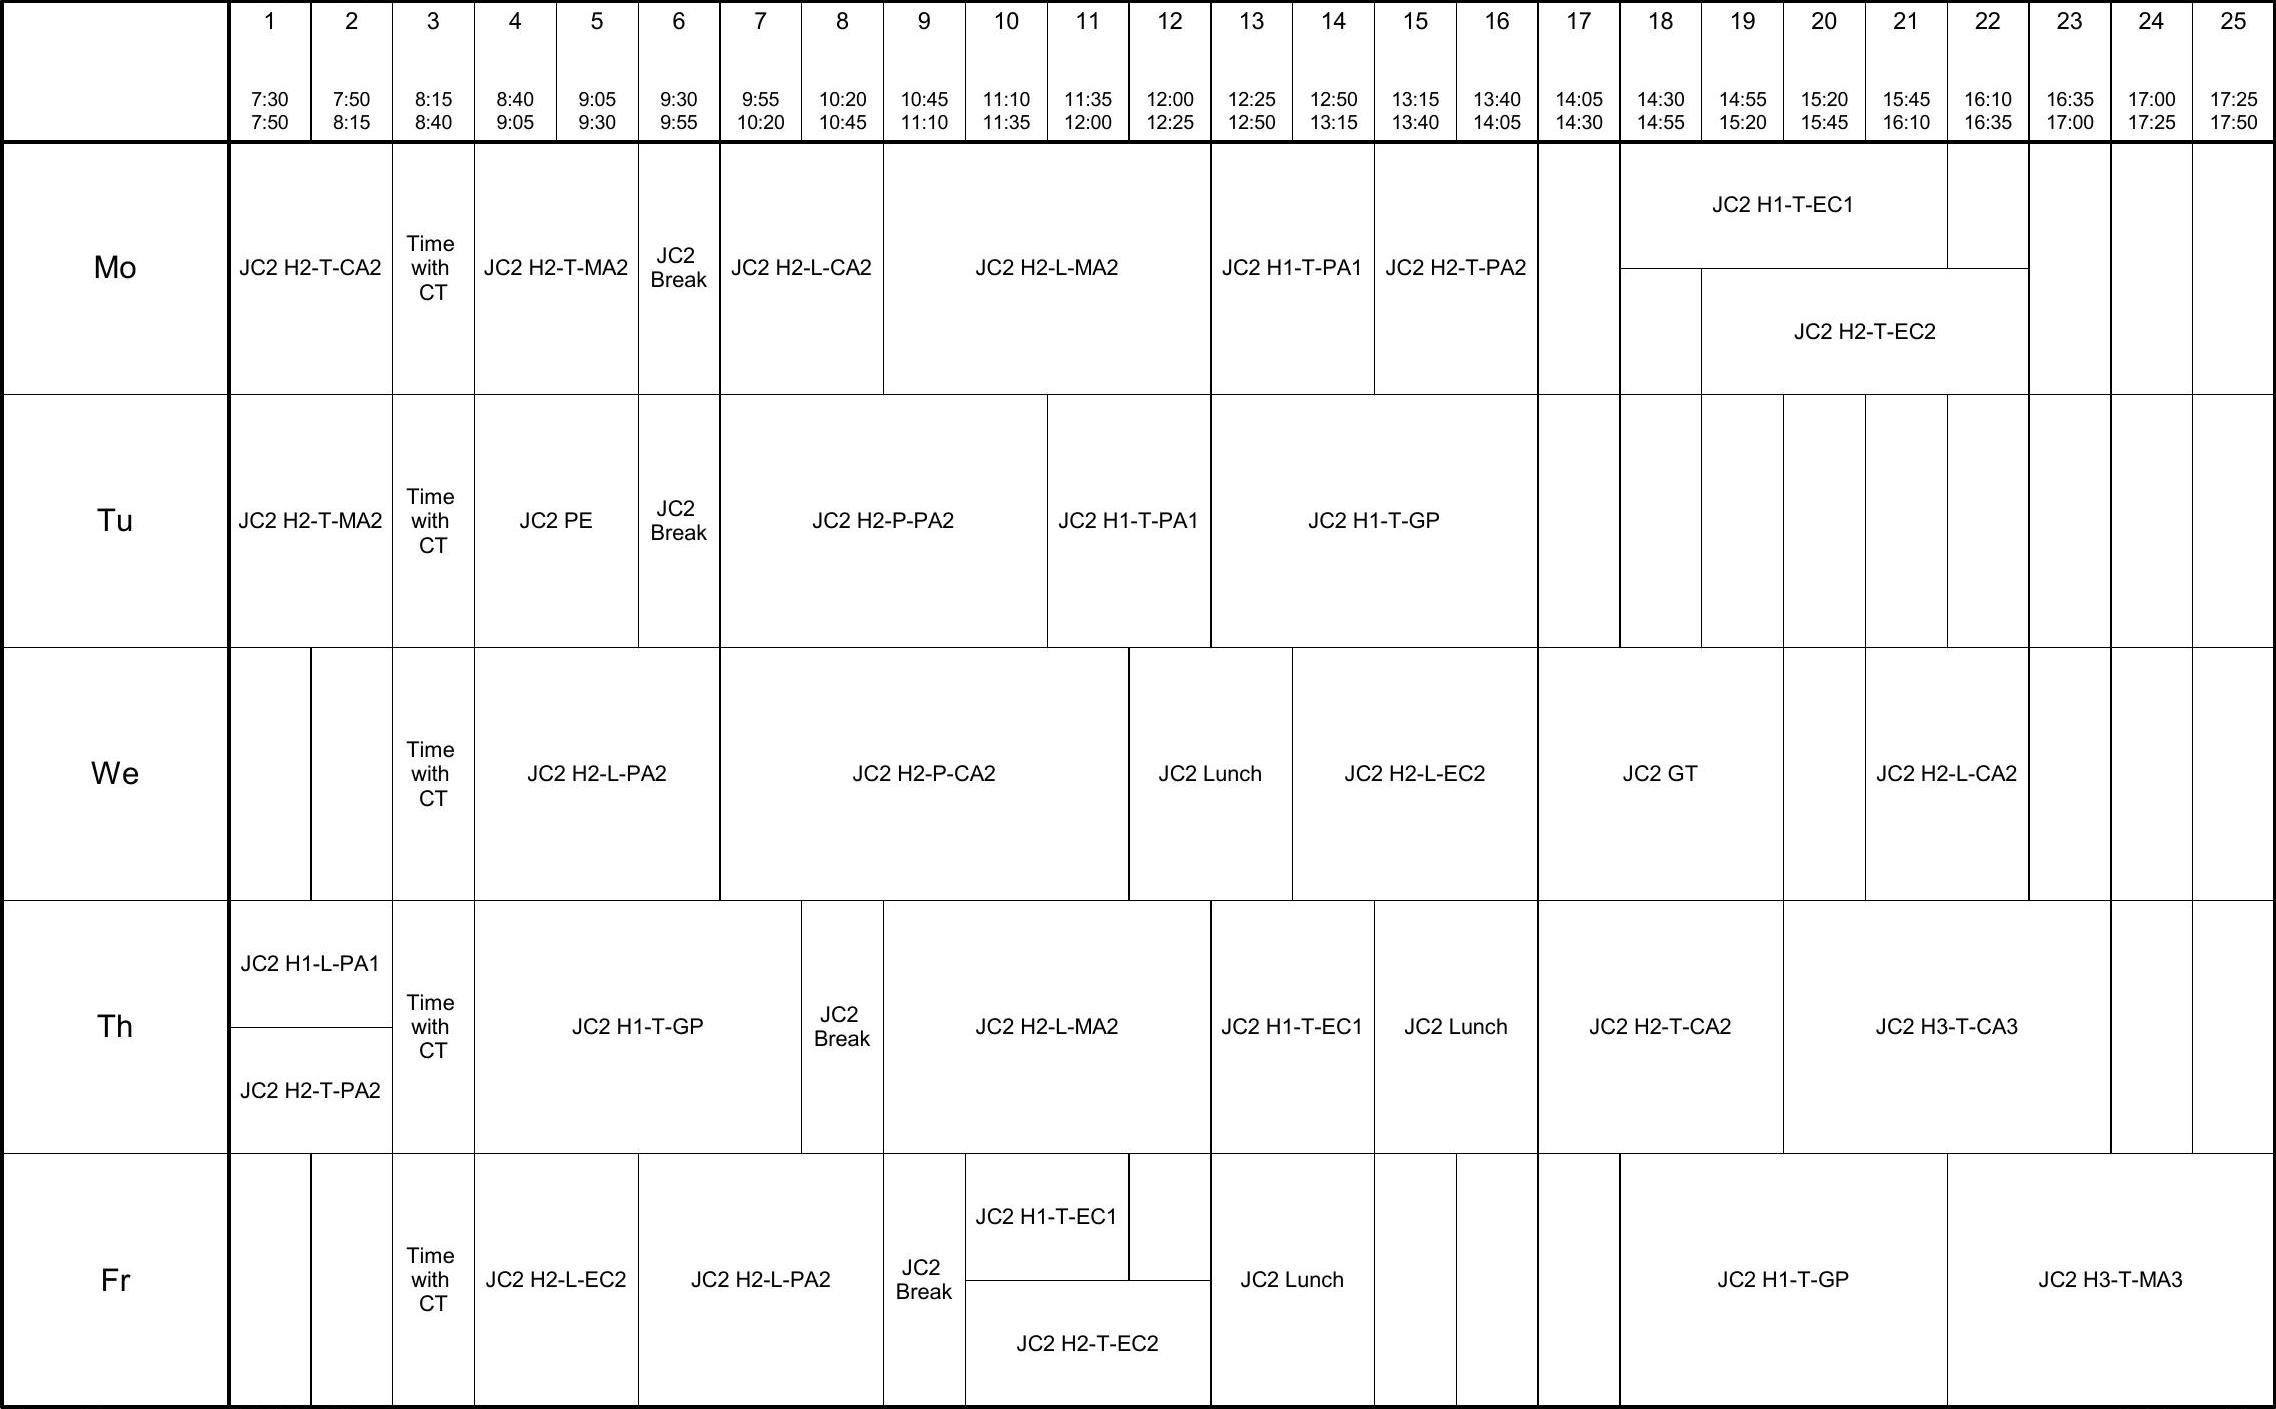 1 2 3 4 5 6 7 8 9 10 11 12 13 14 15 16 17 18 19 20 21 22 23 24 25
7:30 7:50 8:15 8:40 9:05 9:30 9:55 10:20 10:45 11:10 11:35 12:00 12:25 12:50 13:15 13:40 14:05 14:30 14:55 15:20 15:45 16:10 16:35 17:00 17:25
7:50 8:15 8:40 9:05 9:30 9:55 10:20 10:45 11:10 11:35 12:00 12:25 12:50 13:15 13:40 14:05 14:30 14:55 15:20 15:45 16:10 16:35 17:00 17:25 17:50
Mo
JC2 H2-T-CA2
Time
with
CT
JC2 H2-T-MA2
JC2
Break
JC2 H2-L-CA2
JC2 H2-L-MA2
JC2 H1-T-PA1
JC2 H2-T-PA2
JC2 H1-T-EC1
JC2 H2-T-EC2
Tu
JC2 H2-T-MA2
Time
with
CT
JC2 PE
JC2
Break
JC2 H2-P-PA2
JC2 H1-T-PA1
JC2 H1-T-GP
We
Time
with
CT
JC2 H2-L-PA2
JC2 H2-P-CA2
JC2 Lunch
JC2 H2-L-EC2
JC2 GT
JC2 H2-L-CA2
Th
JC2 H1-L-PA1
JC2 H2-T-PA2
Time
with
CT
JC2 H1-T-GP
JC2
Break
JC2 H2-L-MA2
JC2 H1-T-EC1
JC2 Lunch
JC2 H2-T-CA2
JC2 H3-T-CA3
Fr
Time
with
CT
JC2 H2-L-EC2
JC2 H2-L-PA2
JC2
Break
JC2 H1-T-EC1
JC2 H2-T-EC2
JC2 Lunch
JC2 H1-T-GP
JC2 H3-T-MA3